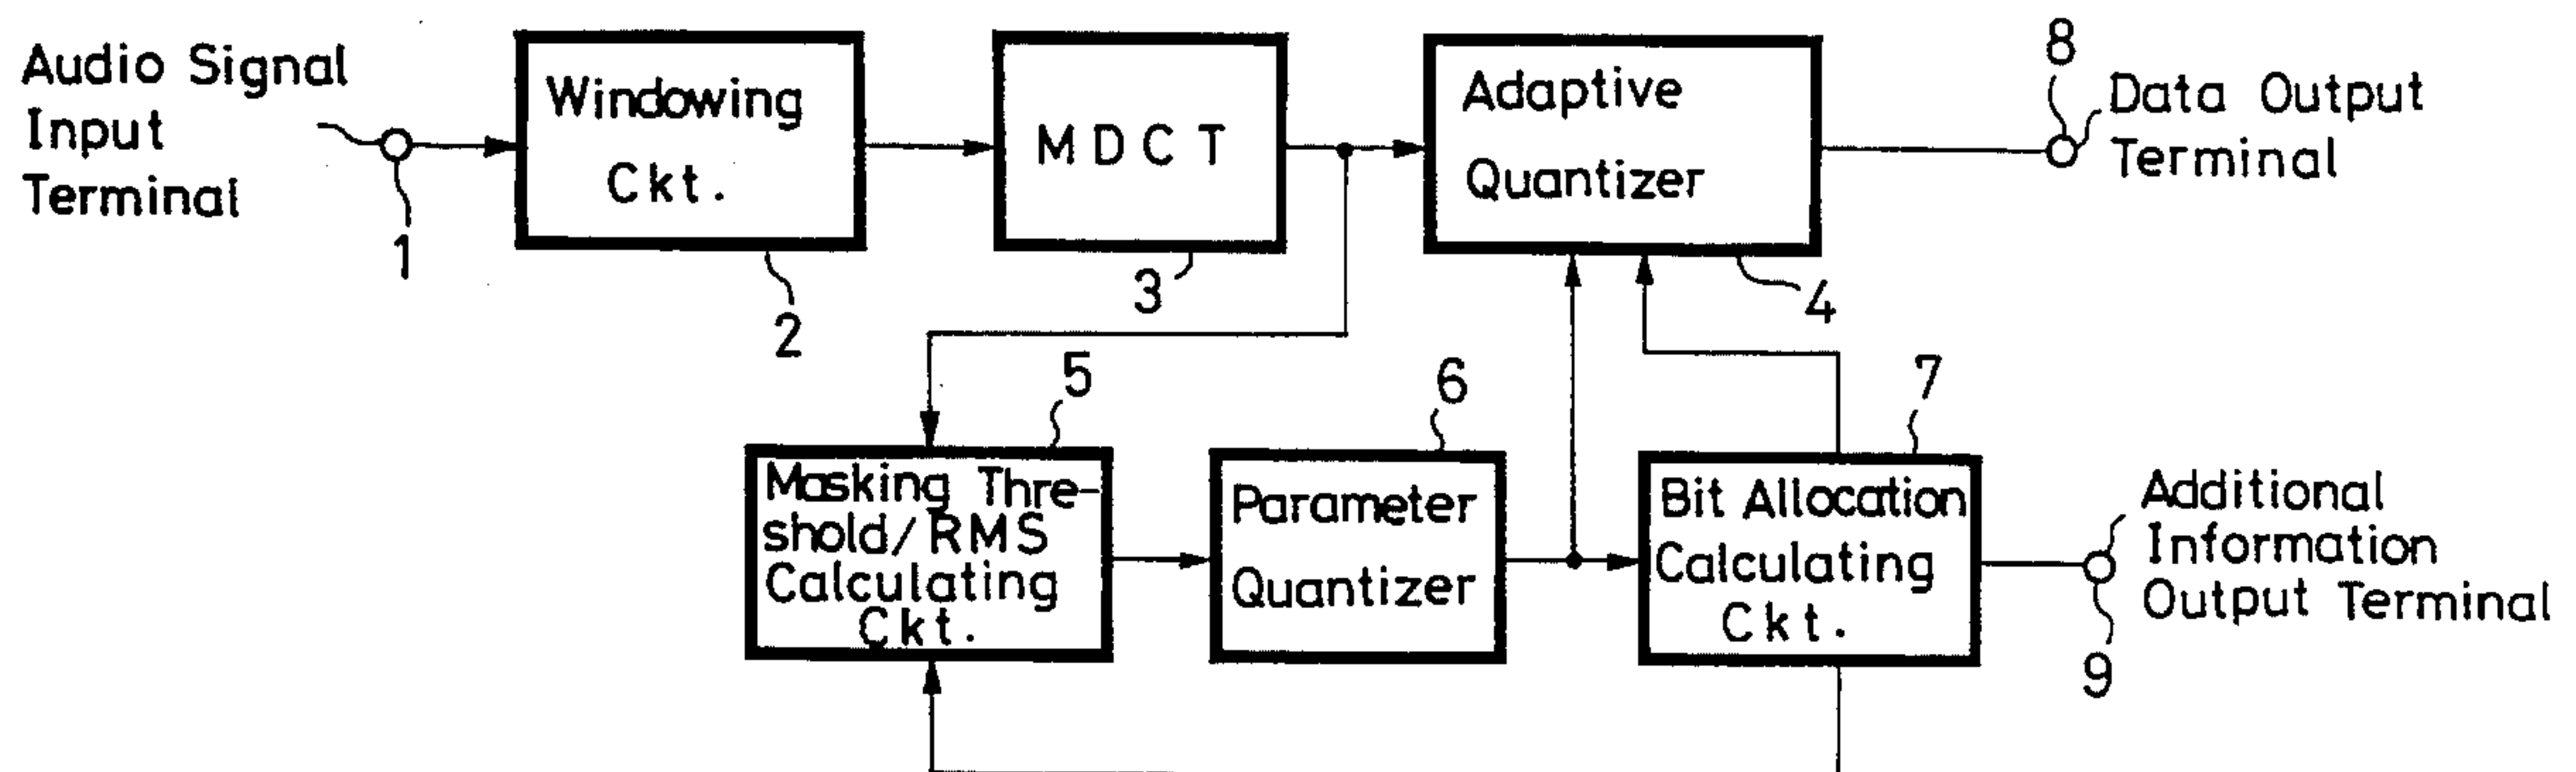 Audio Signal
Input
Terminal
1
Windowing
Ckt.
2
MDCT
3
Adaptive
Quantizer
4
8
Data Output
Terminal
5
Masking Thre-
shold/RMS
Calculating
Ckt.
6
Parameter
Quantizer
7
Bit Allocation
Calculating
Ckt.
Additional
Information
Output Terminal
9